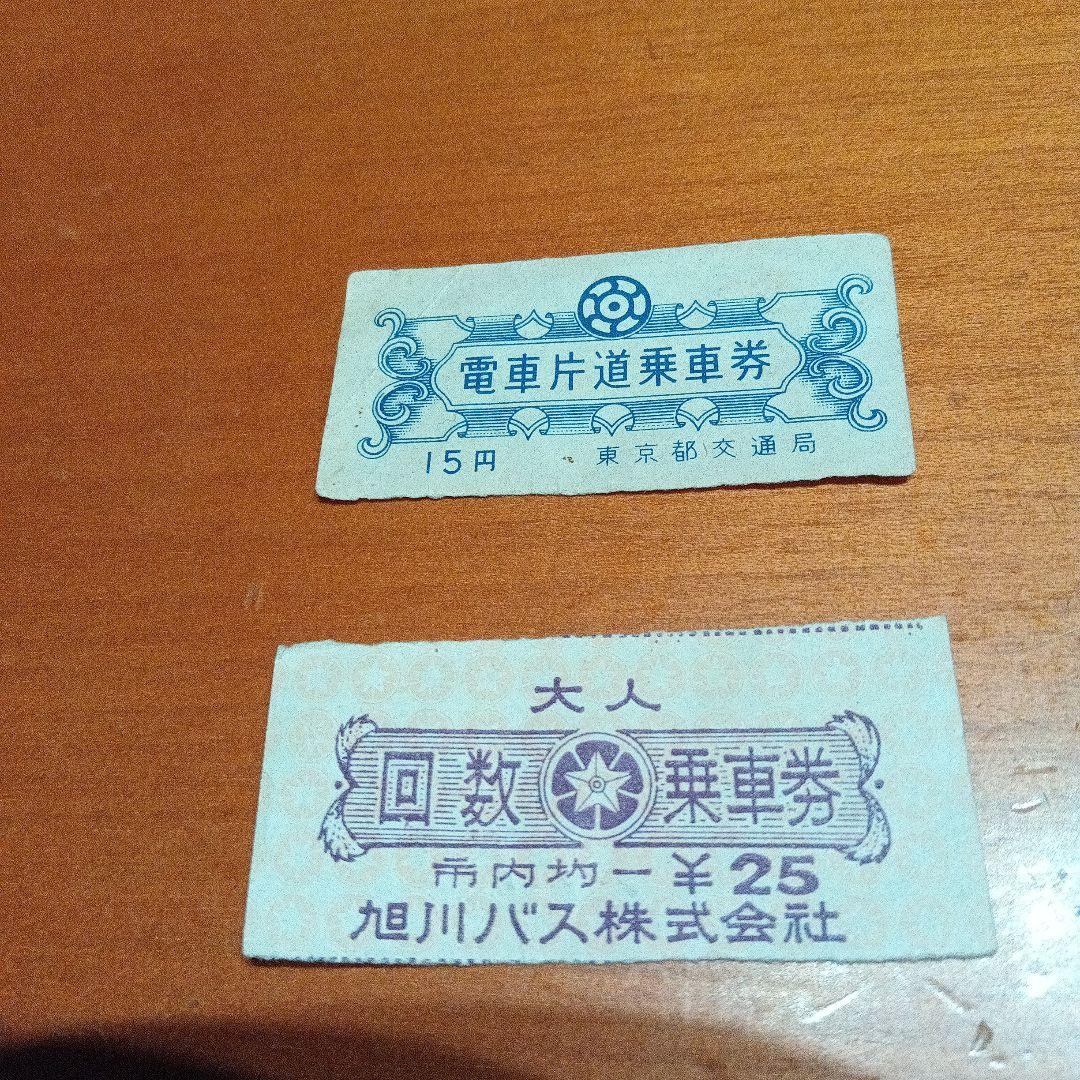 電車片道乗車券
15円 東京都交通局
大人
回数乗車券
市内均一¥25
旭川バス株式会社